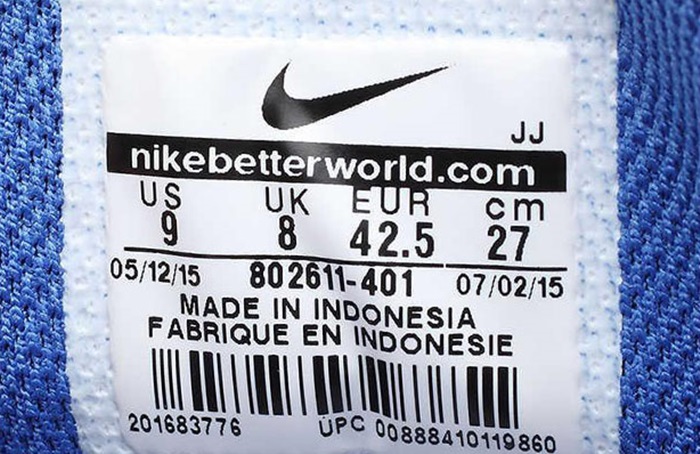 JJ
nikebetterworld.com
US UK EUR cm
9 8 42.5 27
05/12/15 802611-401 07/02/15
MADE IN INDONESIA
FABRIQUE EN INDONESIE
201683776 UPC 00888410119860